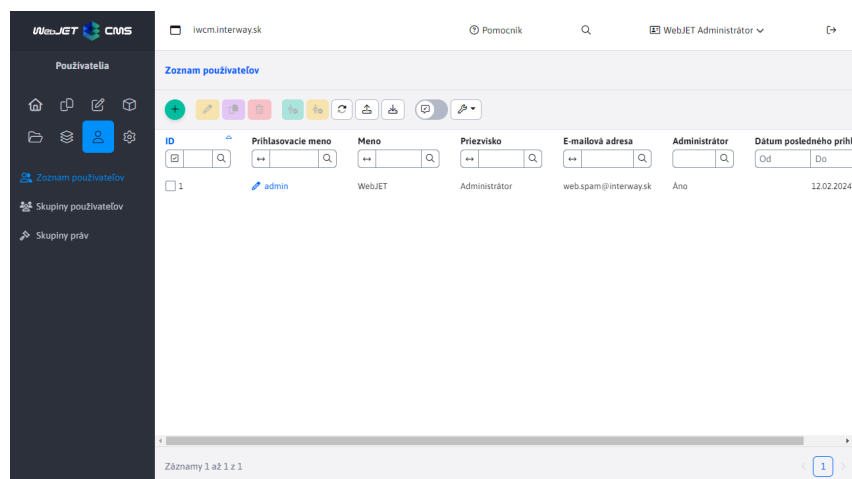 WebJET CMS
iwcm.interway.sk
Pomocník
WebJET Administrátor
Používatelia
Zoznam používateľov
Zoznam používateľov
Skupiny používateľov
Skupiny práv
ID
Prihlasovacie meno
Meno
Priezvisko
E-mailová adresa
Administrátor
Dátum posledného prihl
Od
Do
1
admin
WebJET
Administrátor
web.spam@interway.sk
Áno
12.02.2024
Záznamy 1 až 1 z 1
1